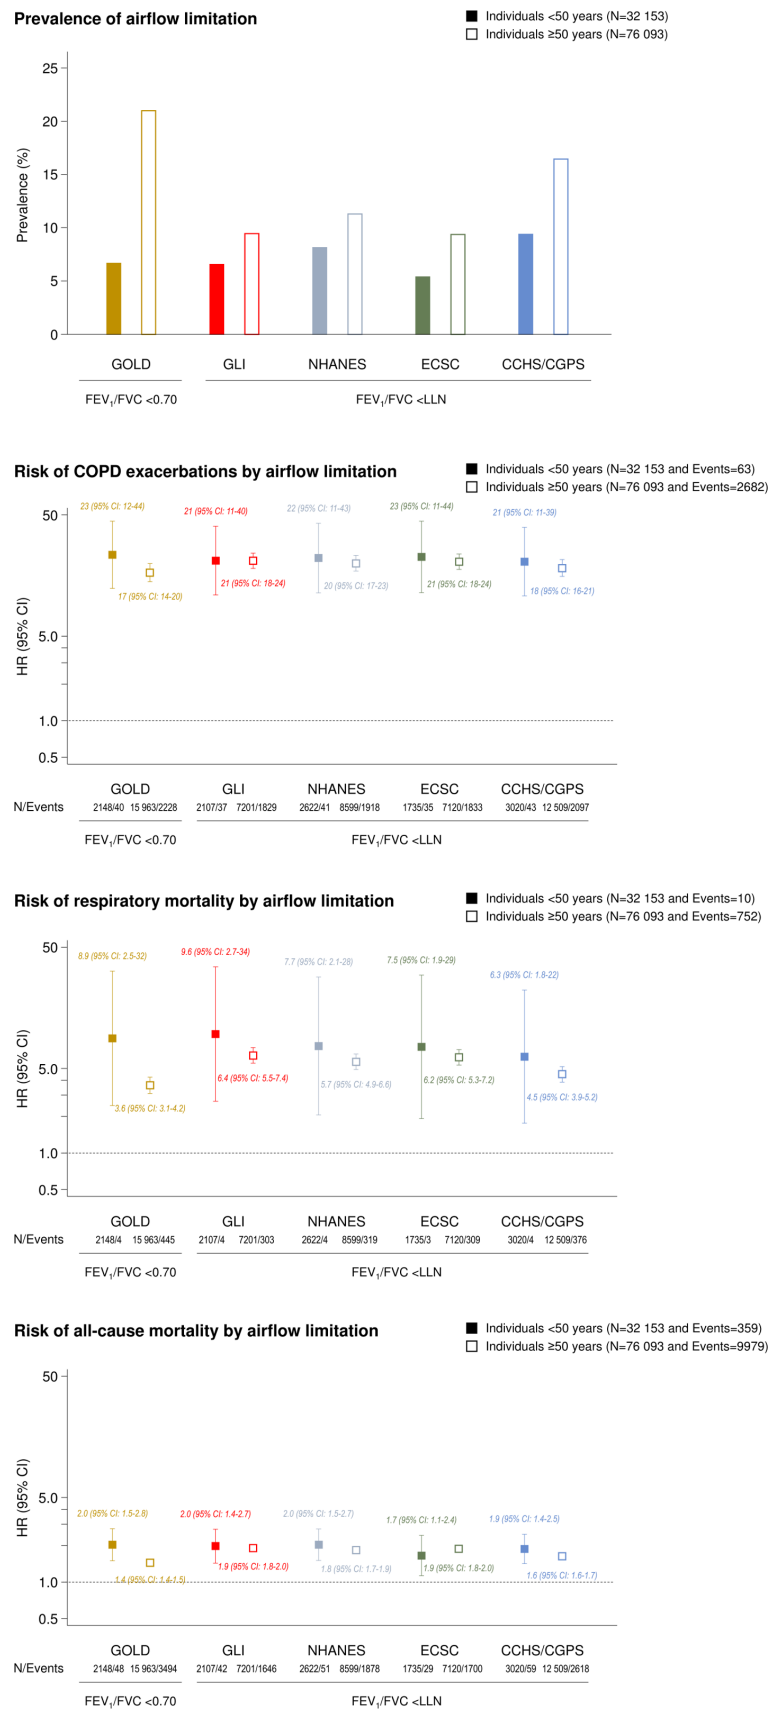 Prevalence of airflow limitation
Individuals <50 years (N=32 153)
Individuals ≥50 years (N=76 093)
Prevalence (%)
25
20
15
10
5
0
GOLD GLI NHANES ECSC CCHS/CGPS
FEV1/FVC <0.70 FEV1/FVC <LLN
Risk of COPD exacerbations by airflow limitation
Individuals <50 years (N=32 153 and Events=63)
Individuals ≥50 years (N=76 093 and Events=2682)
HR (95% CI)
50
5.0
1.0
0.5
23 (95% CI: 12-44)
17 (95% CI: 14-20)
21 (95% CI: 11-40)
21 (95% CI: 18-24)
22 (95% CI: 11-43)
20 (95% CI: 17-23)
23 (95% CI: 11-44)
21 (95% CI: 18-24)
21 (95% CI: 11-39)
18 (95% CI: 16-21)
GOLD GLI NHANES ECSC CCHS/CGPS
N/Events 2148/40 15 963/2228 2107/37 7201/1829 2622/41 8599/1918 1735/35 7120/1833 3020/43 12 509/2097
FEV1/FVC <0.70 FEV1/FVC <LLN
Risk of respiratory mortality by airflow limitation
Individuals <50 years (N=32 153 and Events=10)
Individuals ≥50 years (N=76 093 and Events=752)
HR (95% CI)
50
5.0
1.0
0.5
8.9 (95% CI: 2.5-32)
3.6 (95% CI: 3.1-4.2)
9.6 (95% CI: 2.7-34)
6.4 (95% CI: 5.5-7.4)
7.7 (95% CI: 2.1-28)
5.7 (95% CI: 4.9-6.6)
7.5 (95% CI: 1.9-29)
6.2 (95% CI: 5.3-7.2)
6.3 (95% CI: 1.8-22)
4.5 (95% CI: 3.9-5.2)
GOLD GLI NHANES ECSC CCHS/CGPS
N/Events 2148/4 15 963/445 2107/4 7201/303 2622/4 8599/319 1735/3 7120/309 3020/4 12 509/376
FEV1/FVC <0.70 FEV1/FVC <LLN
Risk of all-cause mortality by airflow limitation
Individuals <50 years (N=32 153 and Events=359)
Individuals ≥50 years (N=76 093 and Events=9979)
HR (95% CI)
50
5.0
1.0
0.5
2.0 (95% CI: 1.5-2.8)
1.4 (95% CI: 1.4-1.5)
2.0 (95% CI: 1.4-2.7)
1.9 (95% CI: 1.8-2.0)
2.0 (95% CI: 1.5-2.7)
1.8 (95% CI: 1.7-1.9)
1.7 (95% CI: 1.1-2.4)
1.9 (95% CI: 1.8-2.0)
1.9 (95% CI: 1.4-2.5)
1.6 (95% CI: 1.6-1.7)
GOLD GLI NHANES ECSC CCHS/CGPS
N/Events 2148/48 15 963/3494 2107/42 7201/1646 2622/51 8599/1878 1735/29 7120/1700 3020/59 12 509/2618
FEV1/FVC <0.70 FEV1/FVC <LLN